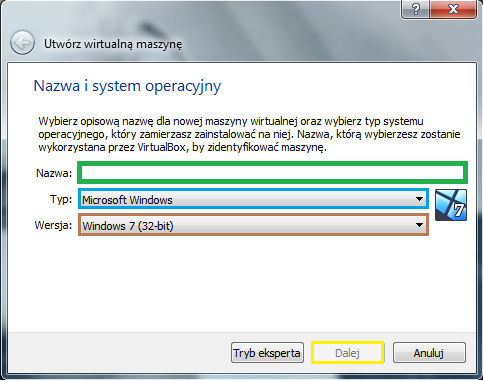 Utwórz wirtualną maszynę
Nazwa i system operacyjny
Wybierz opisową nazwę dla nowej maszyny wirtualnej oraz wybierz typ systemu
operacyjnego, który zamierzasz zainstalować na niej. Nazwa, którą wybierzesz zostanie
wykorzystana przez VirtualBox, by zidentyfikować maszynę.
Nazwa:
Typ: Microsoft Windows
7
Wersja: Windows 7 (32-bit)
Tryb eksperta Dalej Anuluj